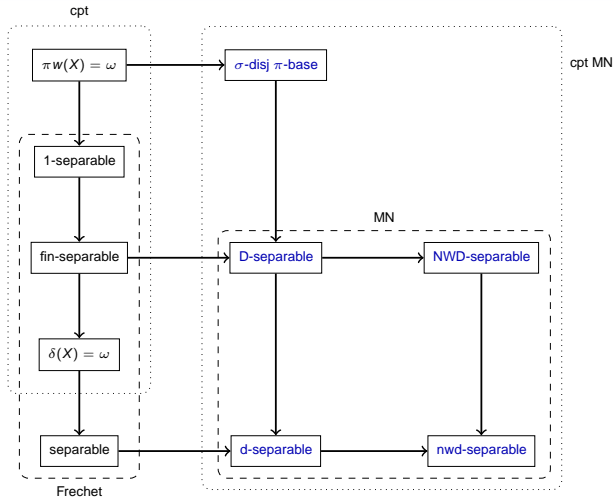 cpt
πw(X) = ω
σ-disj π-base
cpt MN
1-separable
MN
fin-separable
D-separable
NWD-separable
δ(X) = ω
separable
d-separable
nwd-separable
Frechet